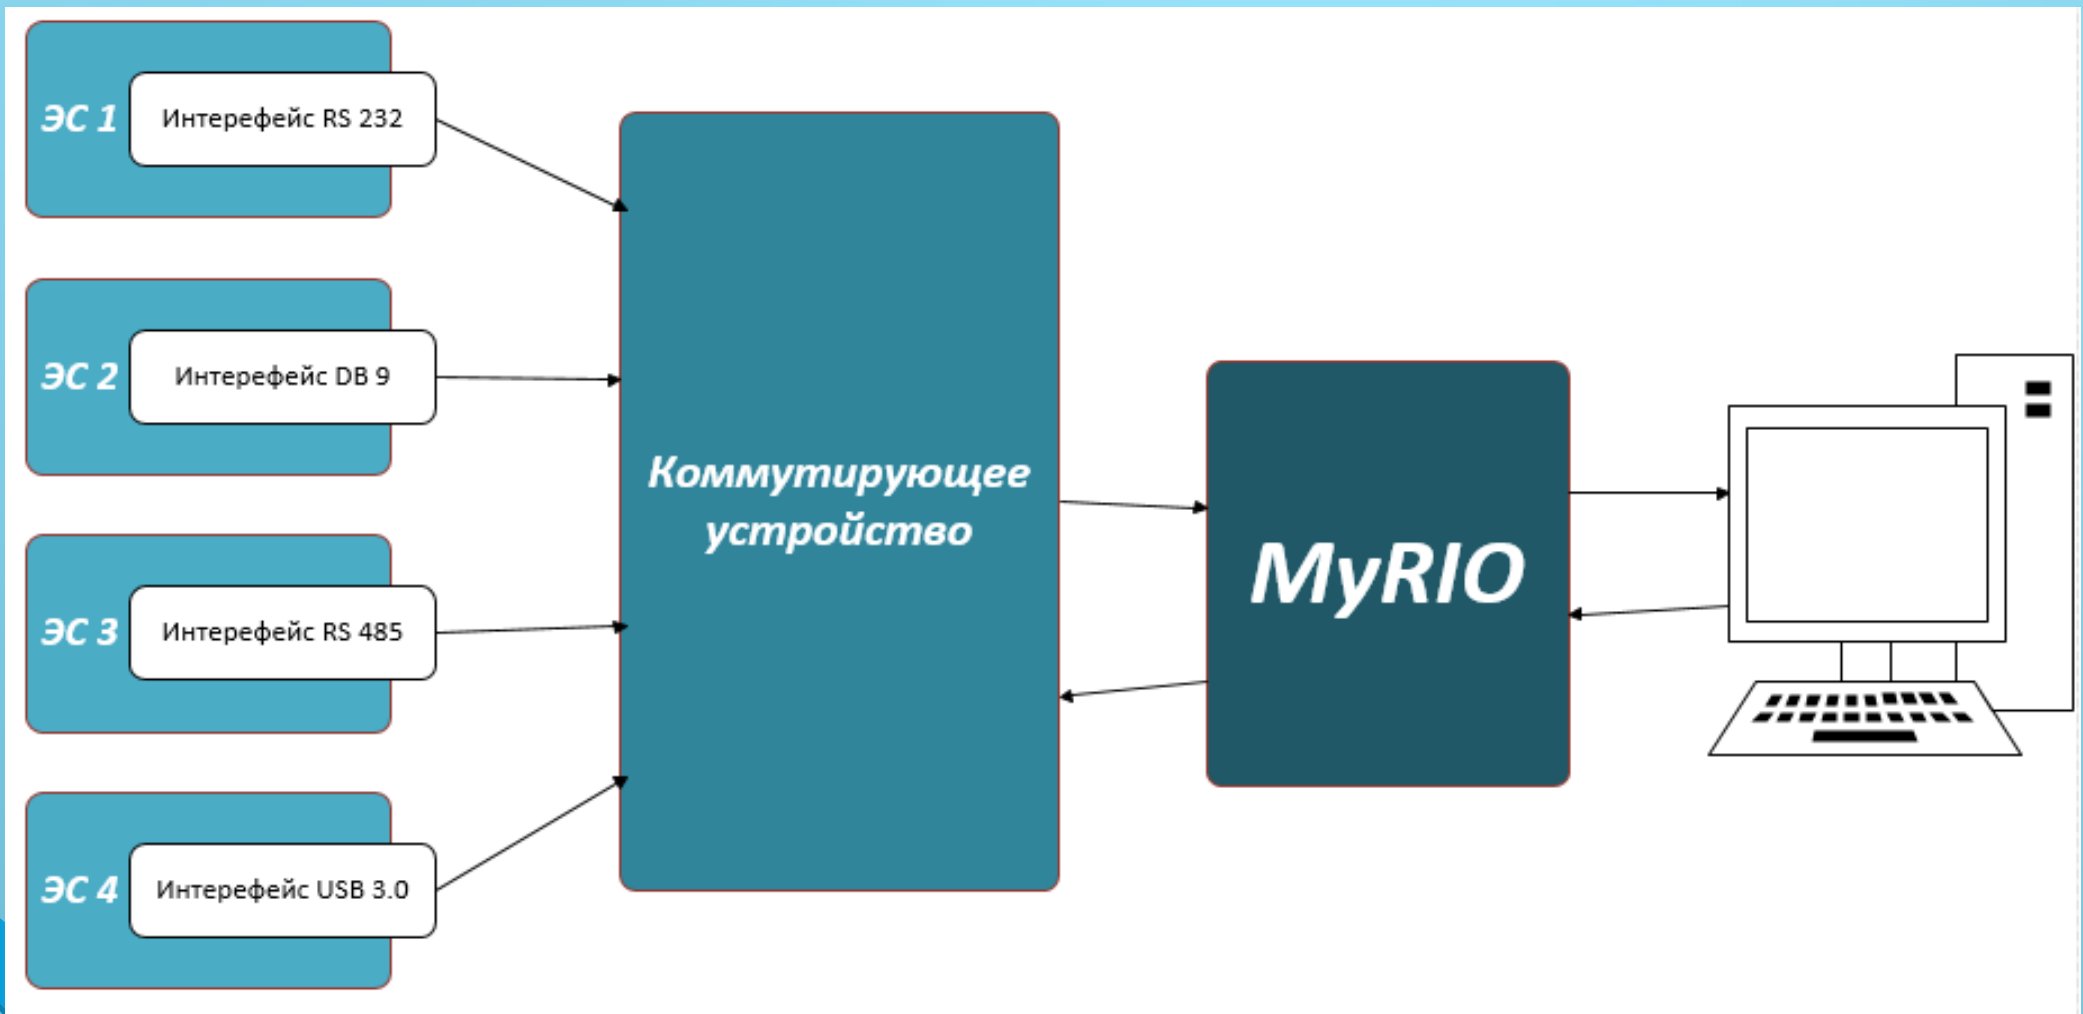 ЭС 1
Интерефейс RS 232
ЭС 2
Интерефейс DB 9
ЭС 3
Интерефейс RS 485
ЭС 4
Интерефейс USB 3.0
Коммутирующее
устройство
MyRIO